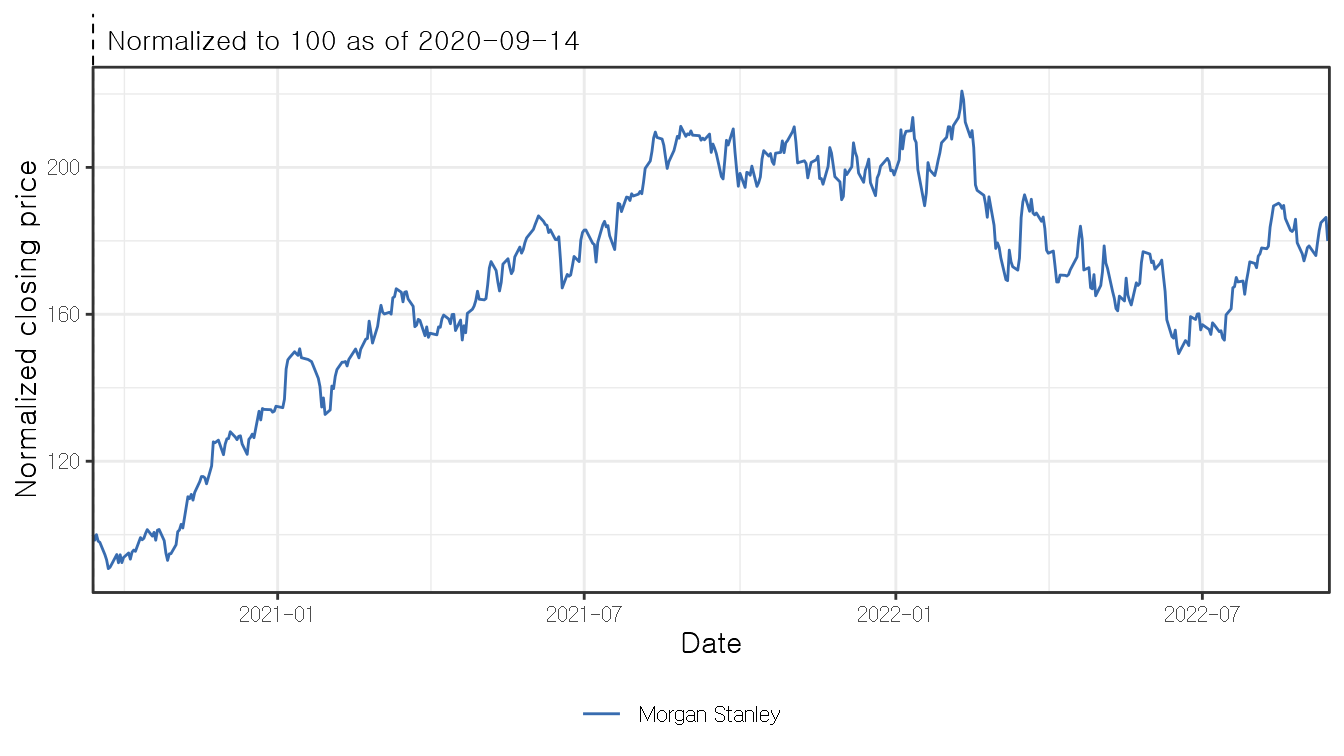 Normalized to 100 as of 2020-09-14
Normalized closing price
200
160
120
2021-01
2021-07
2022-01
2022-07
Date
Morgan Stanley